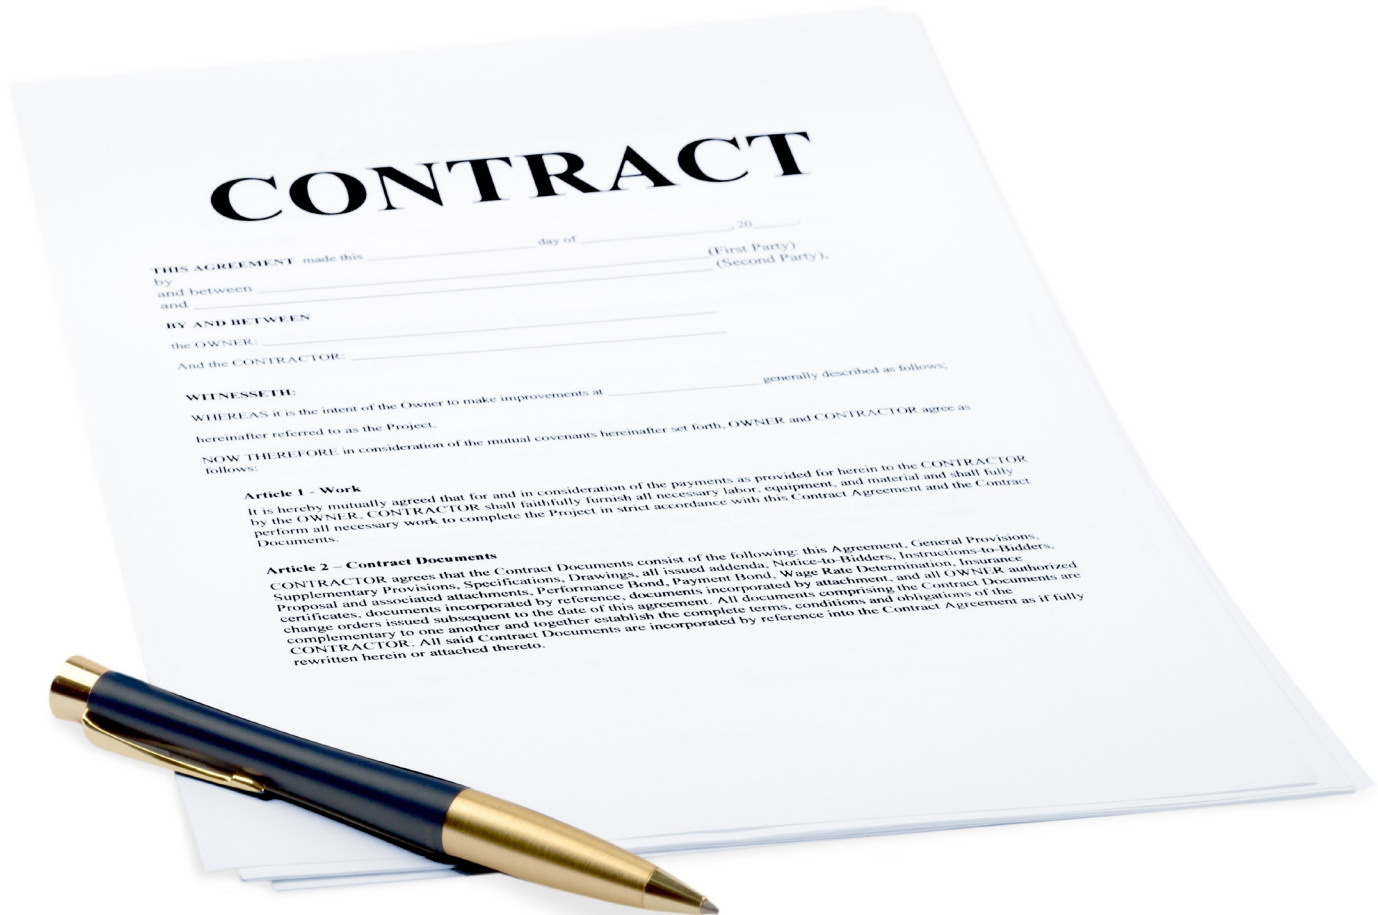 CONTRACT
THIS AGREEMENT made this ____________ day of ____________, 20______.
by
and between ____________(First Party)
and ____________(Second Party),
BY AND BETWEEN
the OWNER: ____________
And the CONTRACTOR: ____________
WITNESSETH:
WHEREAS it is the intent of the Owner to make improvements at ____________ generally described as follows;
hereinafter referred to as the Project.
NOW THEREFORE in consideration of the mutual covenants hereinafter set forth, OWNER and CONTRACTOR agree as
follows:
Article 1 - Work
It is hereby mutually agreed that for and in consideration of the payments as provided for herein to the CONTRACTOR
by the OWNER, CONTRACTOR shall faithfully furnish all necessary labor, equipment, and material and shall fully
perform all necessary work to complete the Project in strict accordance with this Contract Agreement and the Contract
Documents.
Article 2 – Contract Documents
CONTRACTOR agrees that the Contract Documents consist of the following: this Agreement, General Provisions,
Supplementary Provisions, Specifications, Drawings, all issued addenda, Notice-to-Bidders, Instructions-to-Bidders,
Proposal and associated attachments, Performance Bond, Payment Bond, Wage Rate Determination, Insurance
certificates, documents incorporated by reference, documents incorporated by attachment, and all OWNER authorized
change orders issued subsequent to the date of this agreement. All documents comprising the Contract Documents are
complementary to one another and together establish the complete terms, conditions and obligations of the
CONTRACTOR. All said Contract Documents are incorporated by reference into the Contract Agreement as if fully
rewritten herein or attached thereto.